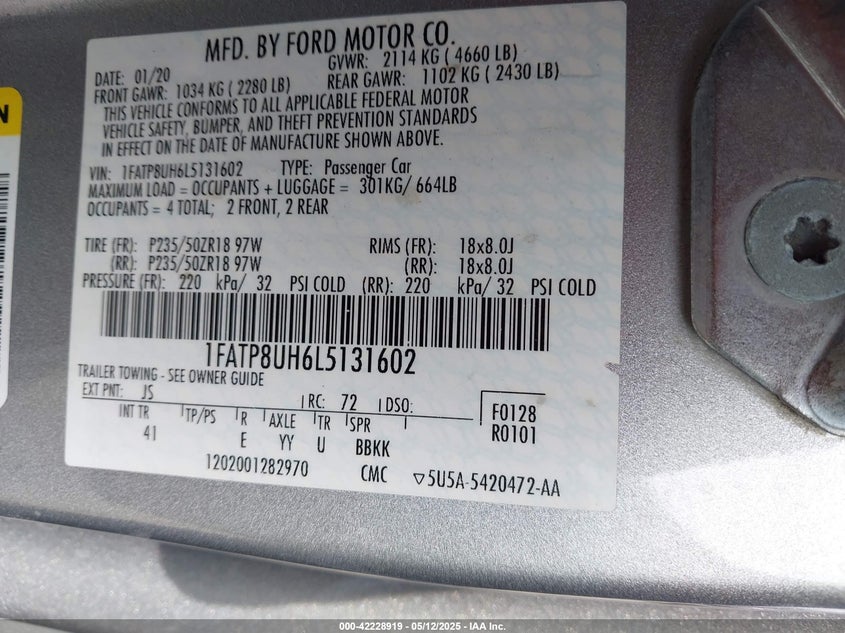 MFD. BY FORD MOTOR CO.
DATE: 01/20 GVWR: 2114 KG ( 4660 LB)
FRONT GAWR: 1034 KG ( 2280 LB) REAR GAWR: 1102 KG ( 2430 LB)
THIS VEHICLE CONFORMS TO ALL APPLICABLE FEDERAL MOTOR
VEHICLE SAFETY, BUMPER, AND THEFT PREVENTION STANDARDS
IN EFFECT ON THE DATE OF MANUFACTURE SHOWN ABOVE.
VIN: 1FATP8UH6L5131602 TYPE: Passenger Car
MAXIMUM LOAD = OCCUPANTS + LUGGAGE = 301KG/ 664LB
OCCUPANTS = 4 TOTAL; 2 FRONT, 2 REAR
TIRE (FR): P235/50ZR18 97W RIMS (FR): 18x8.0J
(RR): P235/50ZR18 97W (RR): 18x8.0J
PRESSURE (FR): 220 kPa/ 32 PSI COLD (RR): 220 kPa/ 32 PSI COLD
1FATP8UH6L5131602
TRAILER TOWING - SEE OWNER GUIDE
EXT PNT: JS RC: 72 DSO: F0128
INT TR TP/PS R AXLE TR SPR R0101
41 E YY U BBKK
1202001282970 CMC ▽5U5A-5420472-AA
N
000-42228919 - 05/12/2025 - IAA Inc.